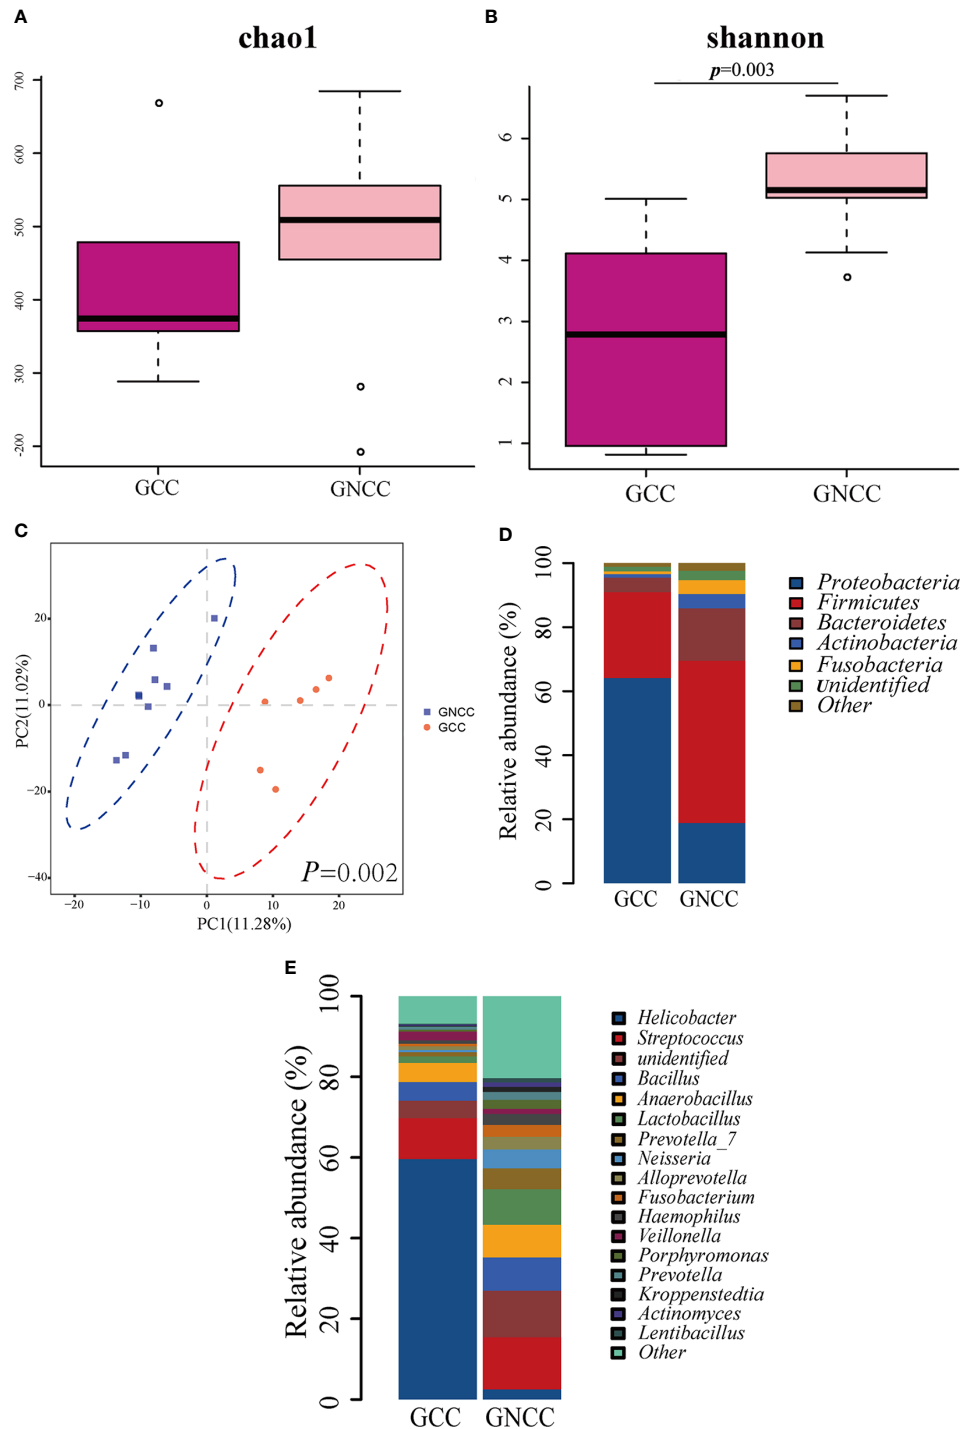 A
chao1
700
600
500
400
300
-200
GCC
GNCC
B
shannon
p=0.003
6
5
4
3
2
1
GCC
GNCC
C
PC2(11.02%)
20
0
−20
−40
−20
−10
0
10
20
PC1(11.28%)
P=0.002
GNCC
GCC
D
Relative abundance (%)
100
80
60
40
20
0
GCC
GNCC
Proteobacteria
Firmicutes
Bacteroidetes
Actinobacteria
Fusobacteria
Unidentified
Other
E
Relative abundance (%)
100
80
60
40
20
0
GCC
GNCC
Helicobacter
Streptococcus
unidentified
Bacillus
Anaerobacillus
Lactobacillus
Prevotella_7
Neisseria
Alloprevotella
Fusobacterium
Haemophilus
Veillonella
Porphyromonas
Prevotella
Kroppenstedtia
Actinomyces
Lentibacillus
Other